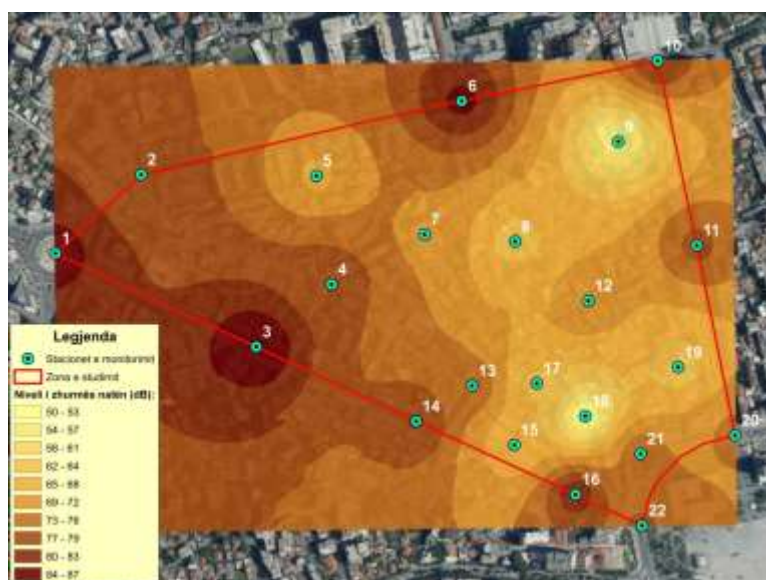 10
6
9
2
5
7
8
1
11
4
12
3
19
13
17
18
14
20
15
21
16
22
Legjenda
Stacionet e monitorimit
Zona e studimit
Niveli I zhurmës natën (dB):
50 - 53
54 - 57
58 - 61
62 - 64
65 - 68
69 - 72
73 - 76
77 - 79
80 - 83
84 - 87